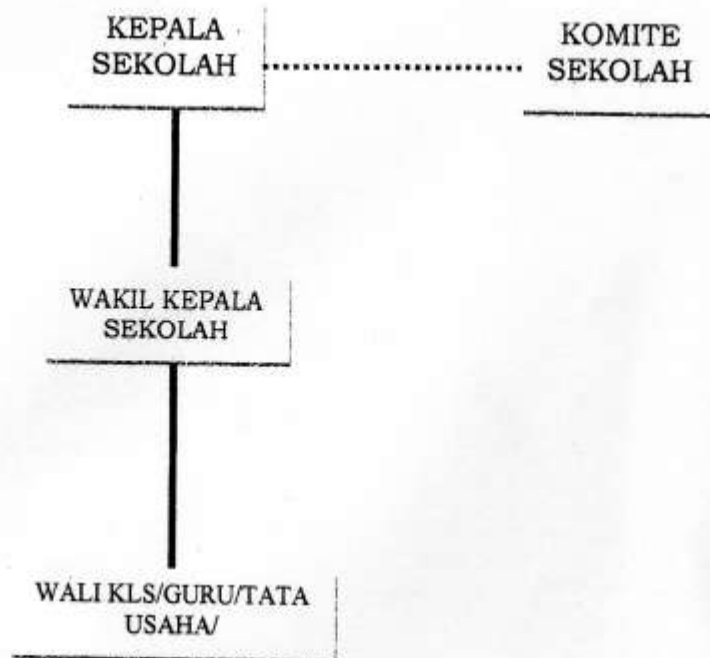 KEPALA
SEKOLAH
KOMITE
SEKOLAH
WAKIL KEPALA
SEKOLAH
WALI KLS/GURU/TATA
USAHA/